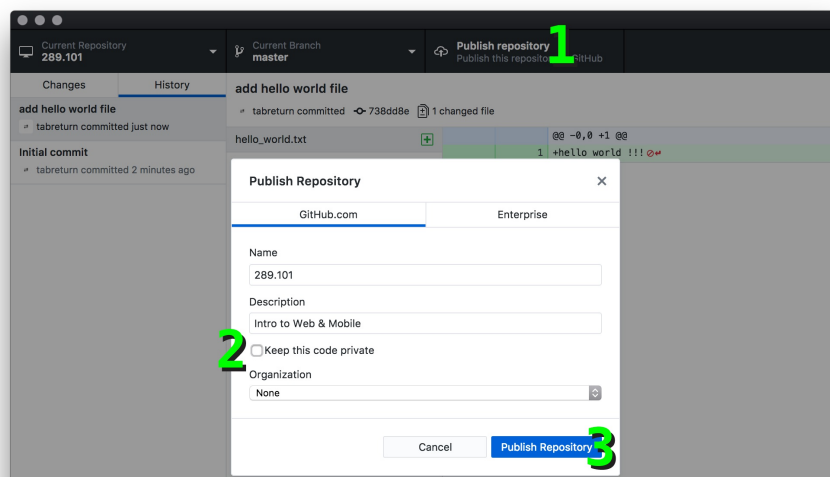 Current Repository
289.101
Current Branch
master
Publish repository
Publish this repository GitHub
1
Changes
History
add hello world file
tabreturn committed just now
Initial commit
tabreturn committed 2 minutes ago
add hello world file
tabreturn committed 738dd8e 1 changed file
hello_world.txt
@@ -0,0 +1 @@
1 +hello world !!!
Publish Repository
GitHub.com
Enterprise
Name
289.101
Description
Intro to Web & Mobile
2
Keep this code private
Organization
None
Cancel
Publish Repository
3